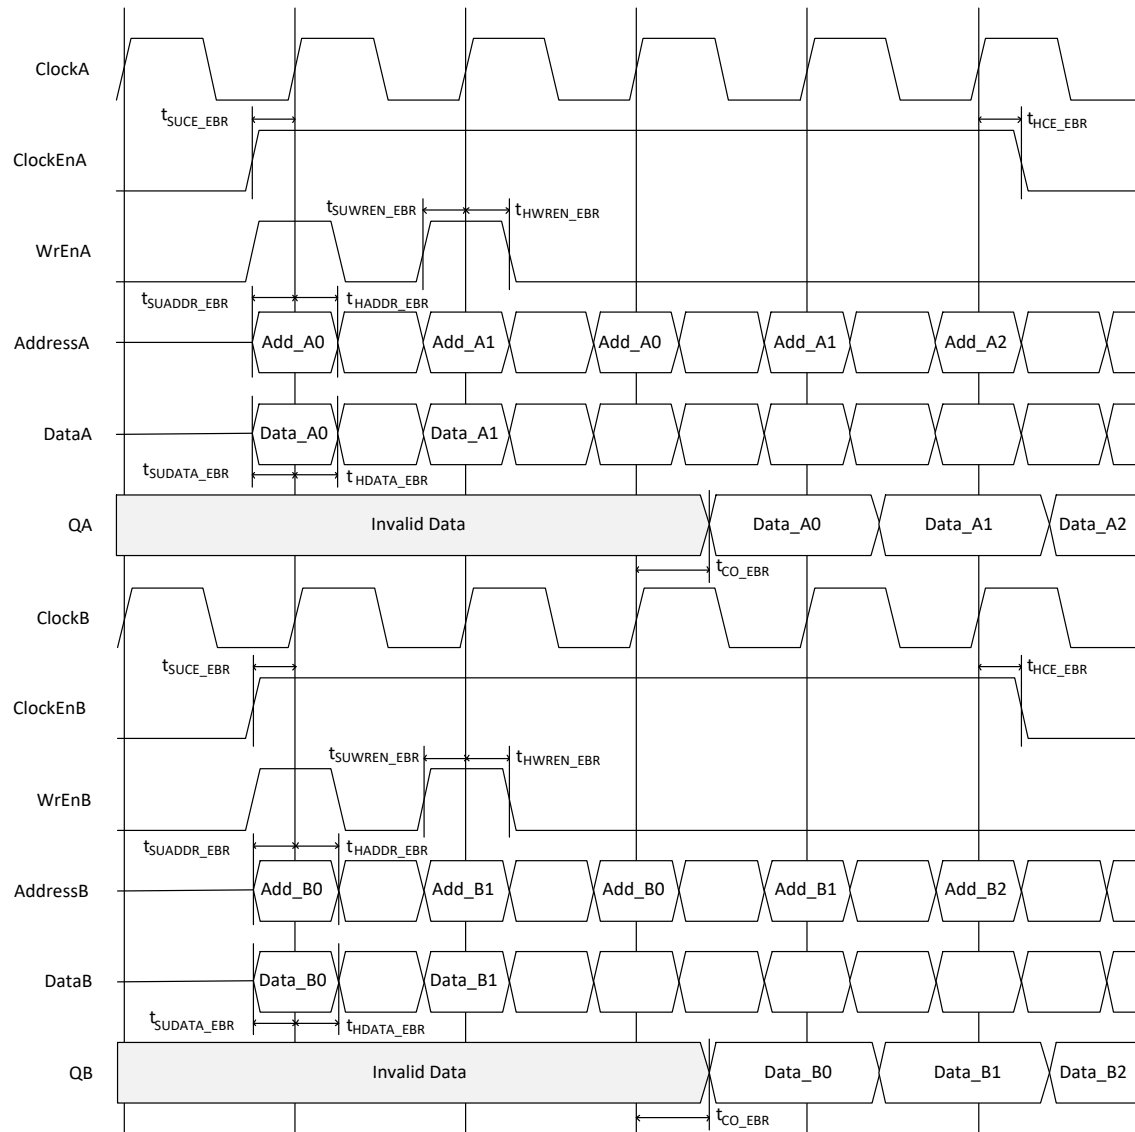 ClockA
tSUCE_EBR
tHCE_EBR
ClockEnA
tSUWREN_EBR
tHWREN_EBR
WrEnA
tSUADDR_EBR
tHADDR_EBR
AddressA Add_A0 Add_A1 Add_A0 Add_A1 Add_A2
DataA Data_A0 Data_A1
tSUDATA_EBR
tHDATA_EBR
QA Invalid Data Data_A0 Data_A1 Data_A2
tCO_EBR
ClockB
tSUCE_EBR
tHCE_EBR
ClockEnB
tSUWREN_EBR
tHWREN_EBR
WrEnB
tSUADDR_EBR
tHADDR_EBR
AddressB Add_B0 Add_B1 Add_B0 Add_B1 Add_B2
DataB Data_B0 Data_B1
tSUDATA_EBR
tHDATA_EBR
QB Invalid Data Data_B0 Data_B1 Data_B2
tCO_EBR